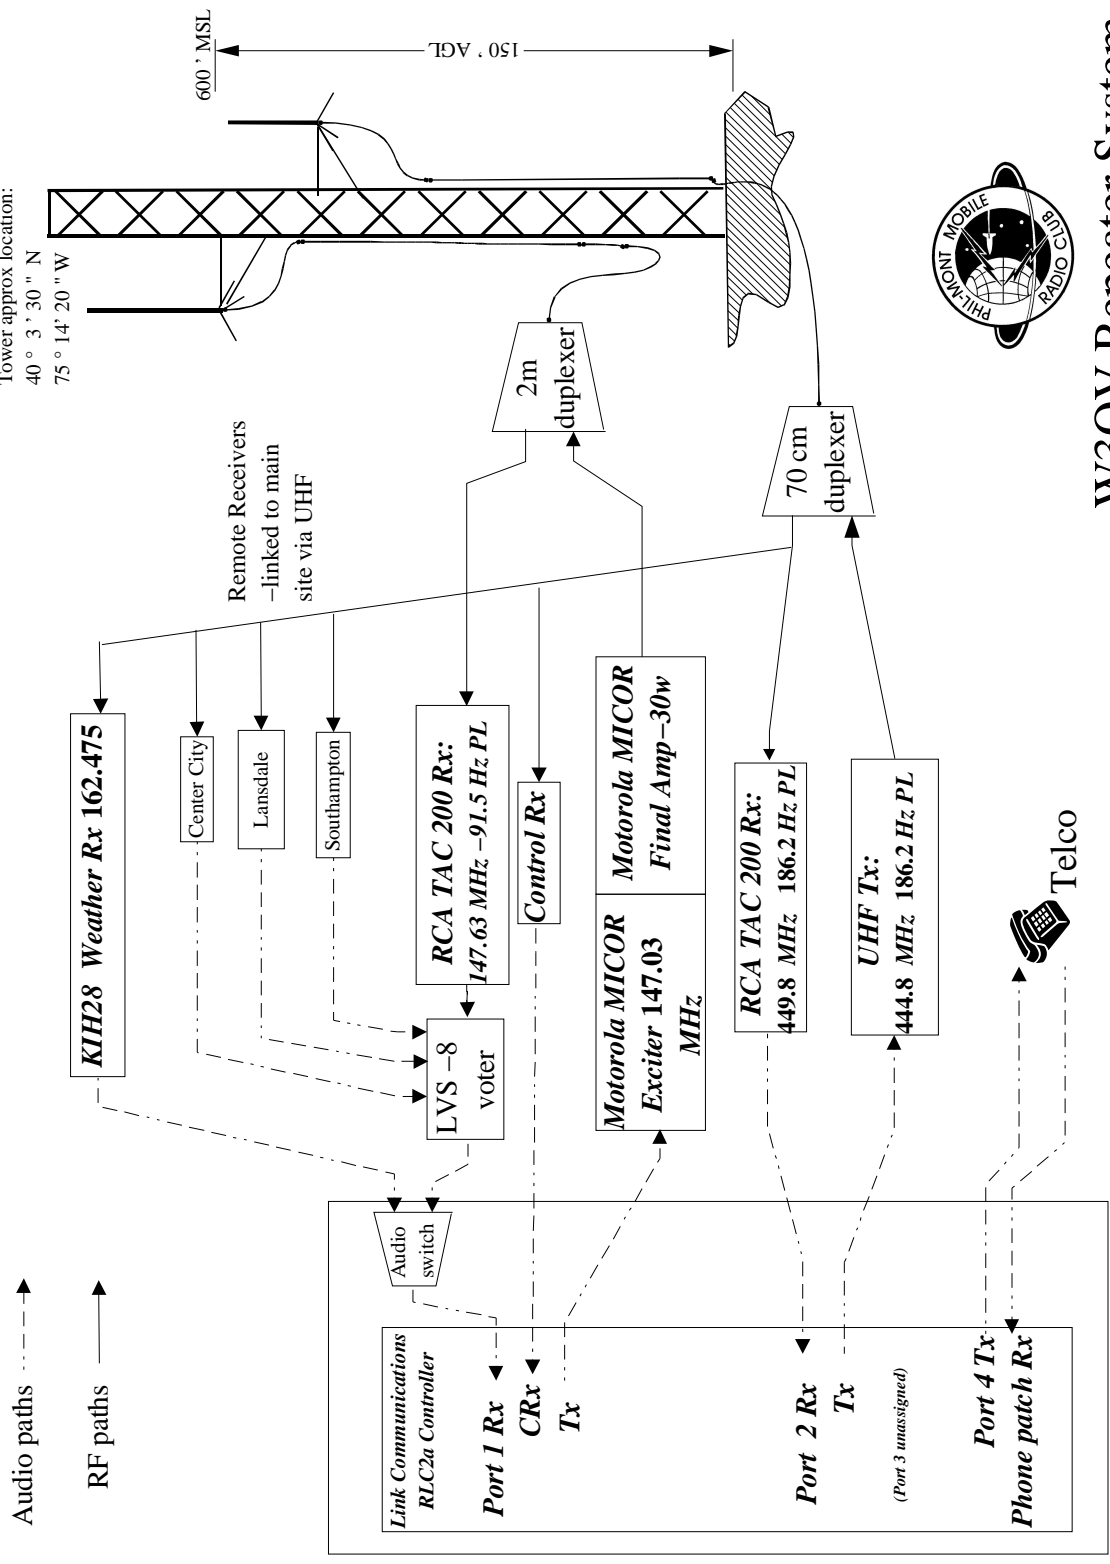 Audio paths
RF paths
Tower approx location:
40 ° 3 ' 30 " N
75 ° 14' 20 " W
600 ' MSL
150 ' AGL
Remote Receivers
–linked to main
site via UHF
KIH28 Weather Rx 162.475
Center City
Lansdale
Southampton
RCA TAC 200 Rx:
147.63 MHz –91.5 Hz PL
LVS –8
voter
Control Rx
Audio
switch
Link Communications
RLC2a Controller
Port 1 Rx
CRx
Tx
Motorola MICOR
Exciter 147.03
MHz
Motorola MICOR
Final Amp–30w
2m
duplexer
70 cm
duplexer
RCA TAC 200 Rx:
449.8 MHz 186.2 Hz PL
UHF Tx:
444.8 MHz 186.2 Hz PL
Port 2 Rx
Tx
(Port 3 unassigned)
Port 4 Tx
Phone patch Rx
Telco
PHIL-MONT MOBILE
RADIO CLUB
W3QV Repeater System